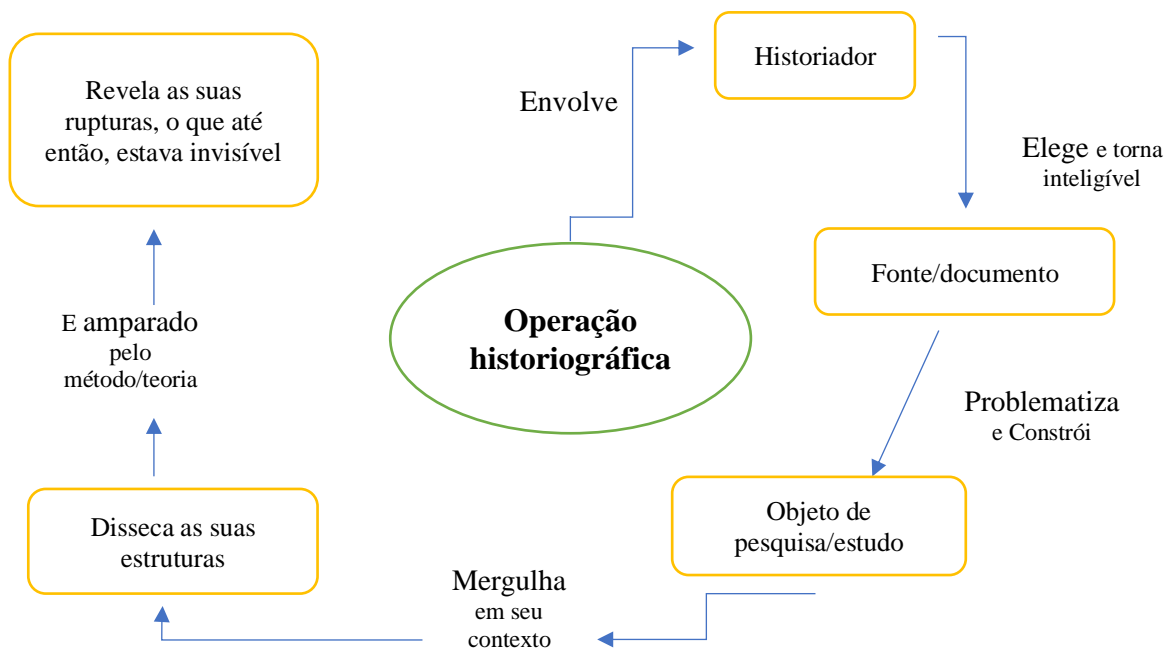 Operação
historiográfica
Envolve
Historiador
Elege e torna
inteligível
Fonte/documento
Problematiza
e Constrói
Objeto de
pesquisa/estudo
Mergulha
em seu
contexto
Disseca as suas
estruturas
E amparado
pelo
método/teoria
Revela as suas
rupturas, o que até
então, estava invisível